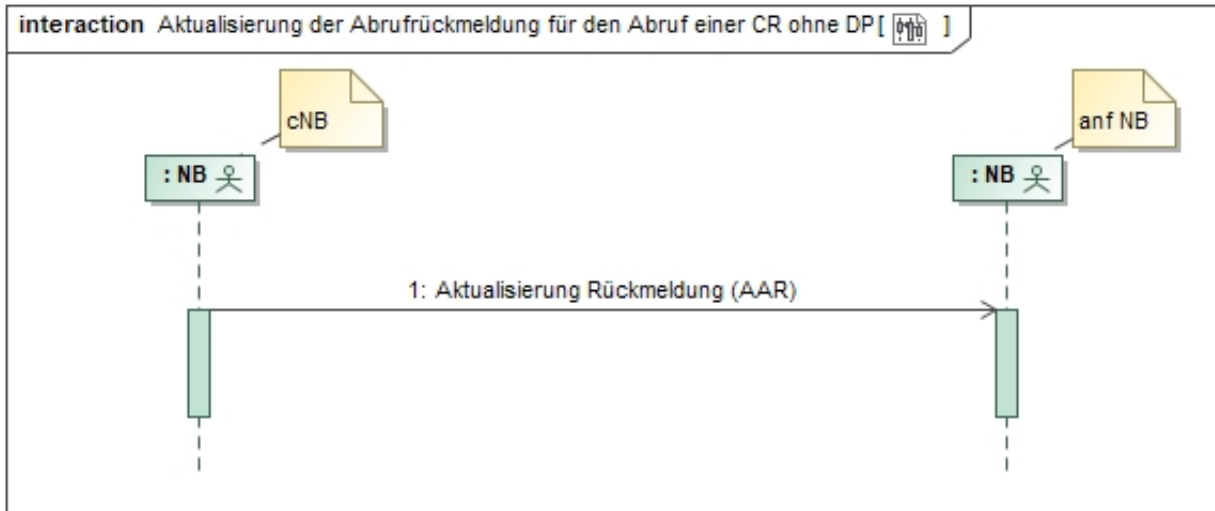 interaction Aktualisierung der Abrufrückmeldung für den Abruf einer CR ohne DP[ ]
cNB
anf NB
: NB
: NB
1: Aktualisierung Rückmeldung (AAR)